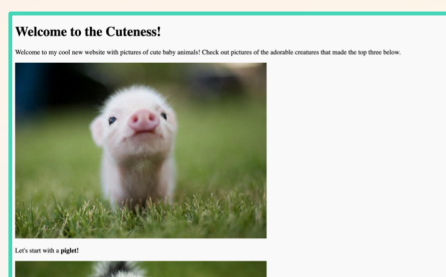 Welcome to the Cuteness!
Welcome to my cool new website with pictures of cute baby animals! Check out pictures of the adorable creatures that made the top three below.
Let's start with a piglet!